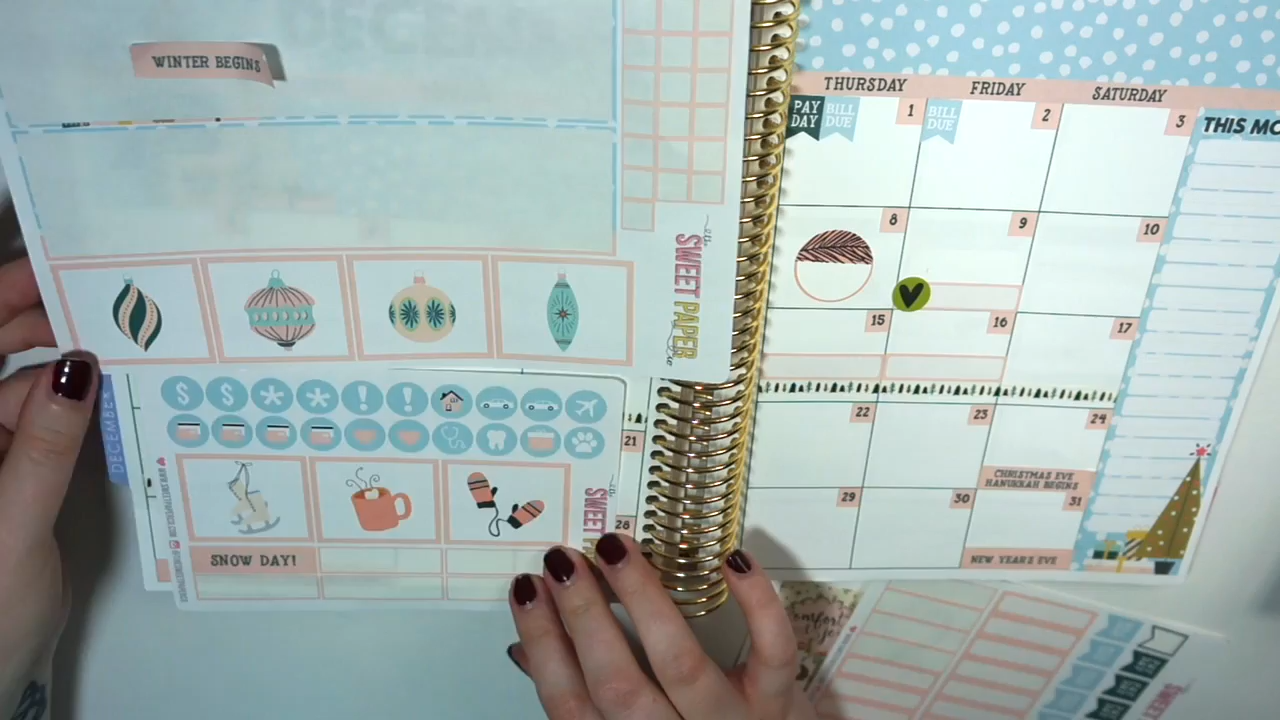 WINTER BEGINS
SWEET PAPER
DECEMBER
$ $ * * ! !
SNOW DAY!
SWEET
21
28
THURSDAY FRIDAY SATURDAY
PAY DAY
BILL DUE
1
BILL DUE
2
3
THIS MO
8
9
10
15
16
17
22
23
24
CHRISTMAS EVE
HANUKKAH BEGINS
29
30
31
NEW YEAR'S EVE